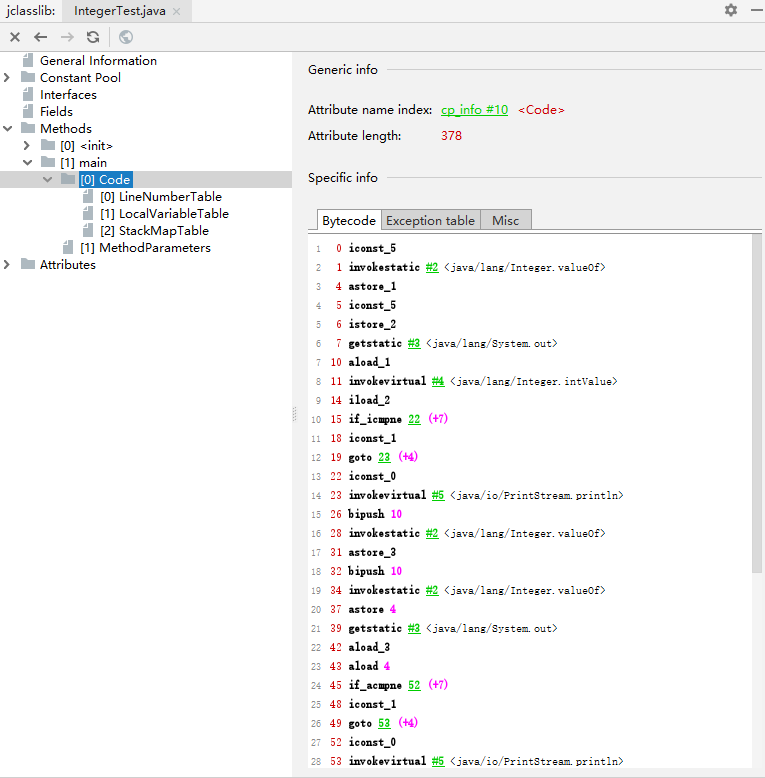 jclasslib: IntegerTest.java
General Information
Constant Pool
Interfaces
Fields
Methods
[0] <init>
[1] main
[0] Code
[0] LineNumberTable
[1] LocalVariableTable
[2] StackMapTable
[1] MethodParameters
Attributes
Generic info
Attribute name index: cp_info #10 <Code>
Attribute length: 378
Specific info
Bytecode Exception table Misc
1 0 iconst_5
2 1 invokestatic #2 <java/lang/Integer.valueOf>
3 4 astore_1
4 5 iconst_5
5 6 istore_2
6 7 getstatic #3 <java/lang/System.out>
7 10 aload_1
8 11 invokevirtual #4 <java/lang/Integer.intValue>
9 14 iload_2
10 15 if_icmpne 22 (+7)
11 18 iconst_1
12 19 goto 23 (+4)
13 22 iconst_0
14 23 invokevirtual #5 <java/io/PrintStream.println>
15 26 bipush 10
16 28 invokestatic #2 <java/lang/Integer.valueOf>
17 31 astore_3
18 32 bipush 10
19 34 invokestatic #2 <java/lang/Integer.valueOf>
20 37 astore 4
21 39 getstatic #3 <java/lang/System.out>
22 42 aload_3
23 43 aload 4
24 45 if_acmpne 52 (+7)
25 48 iconst_1
26 49 goto 53 (+4)
27 52 iconst_0
28 53 invokevirtual #5 <java/io/PrintStream.println>